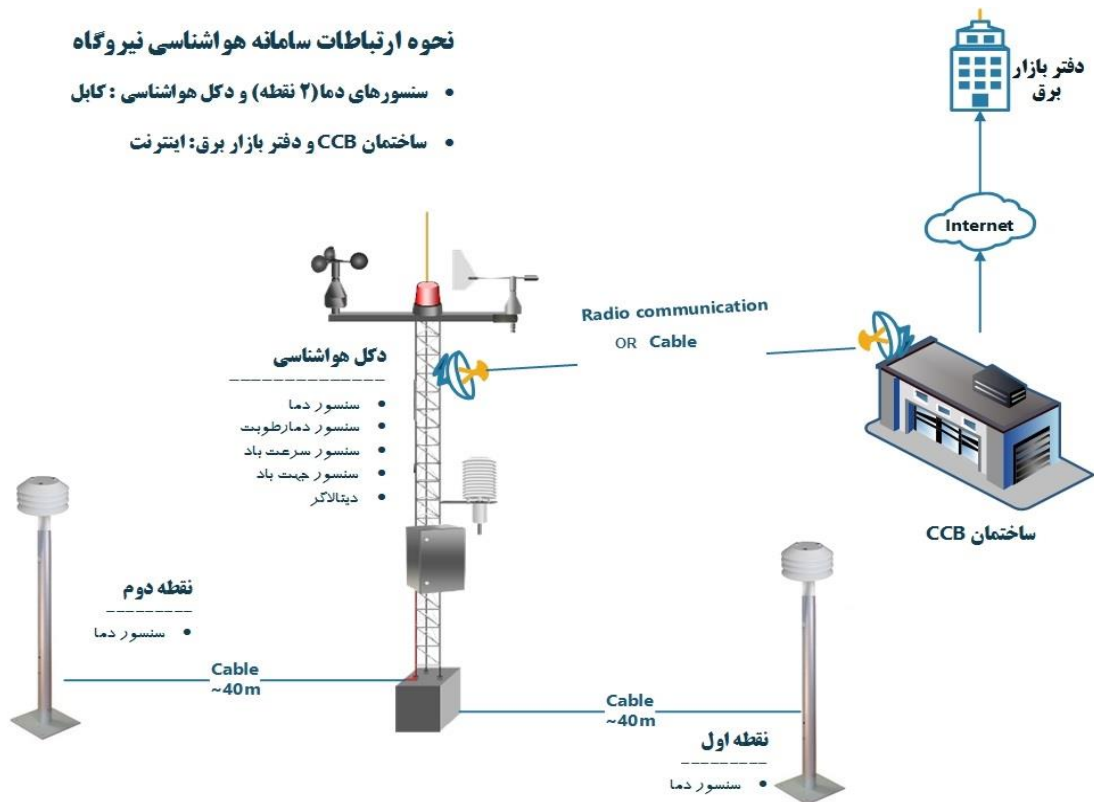 نحوه ارتباطات سامانه هواشناسی نیروگاه
• سنسورهای دما(۲ نقطه) و دکل هواشناسی : کابل
• ساختمان CCB و دفتر بازار برق: اینترنت
دفتر بازار
برق
Internet
Radio communication
OR Cable
دکل هواشناسی
---------------
• سنسور دما
• سنسور دمارطوبت
• سنسور سرعت باد
• سنسور جهت باد
• دیتالاگر
ساختمان CCB
نقطه دوم
---------
• سنسور دما
Cable
~40m
Cable
~40m
نقطه اول
---------
• سنسور دما